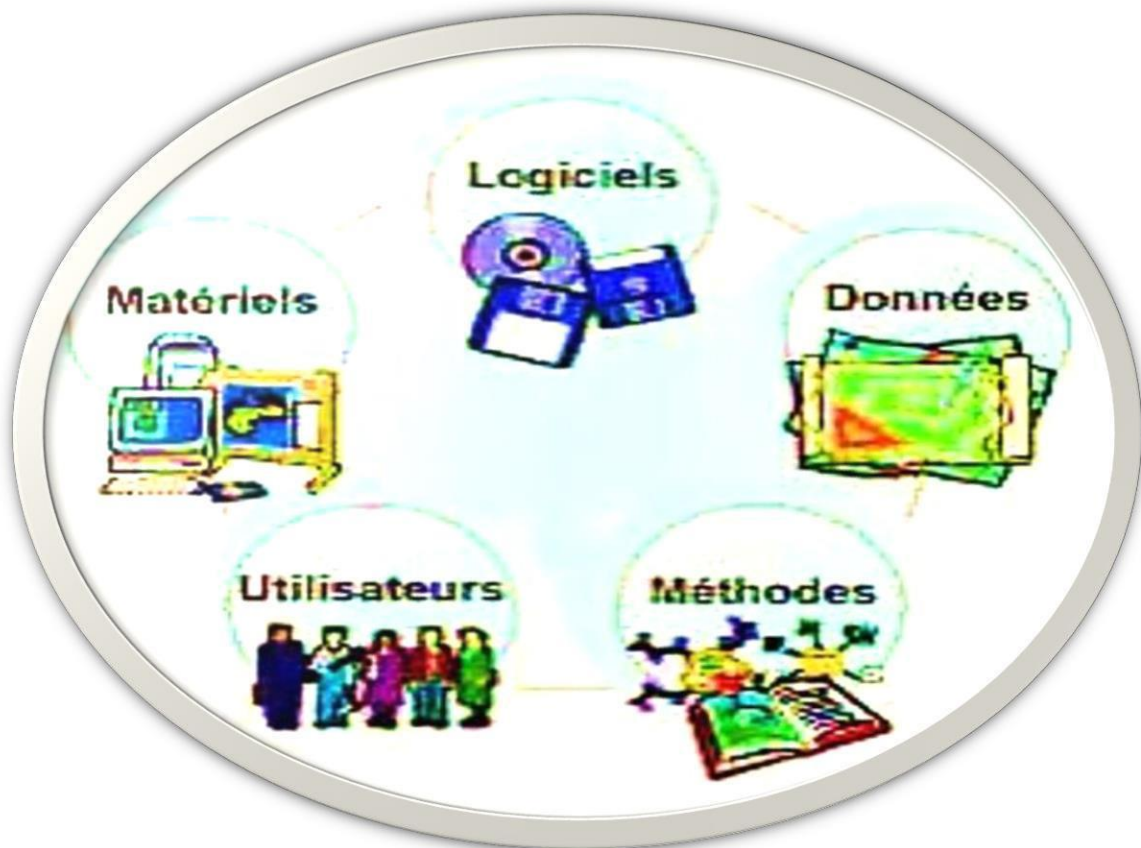 Logiciels
Matériels
Données
Utilisateurs
Méthodes